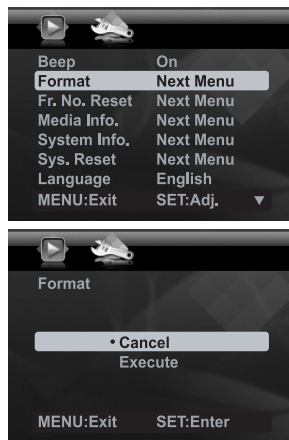 Beep On
Format Next Menu
Fr. No. Reset Next Menu
Media Info. Next Menu
System Info. Next Menu
Sys. Reset Next Menu
Language English
MENU:Exit SET:Adj. ▼
Format
• Cancel
Execute
MENU:Exit SET:Enter